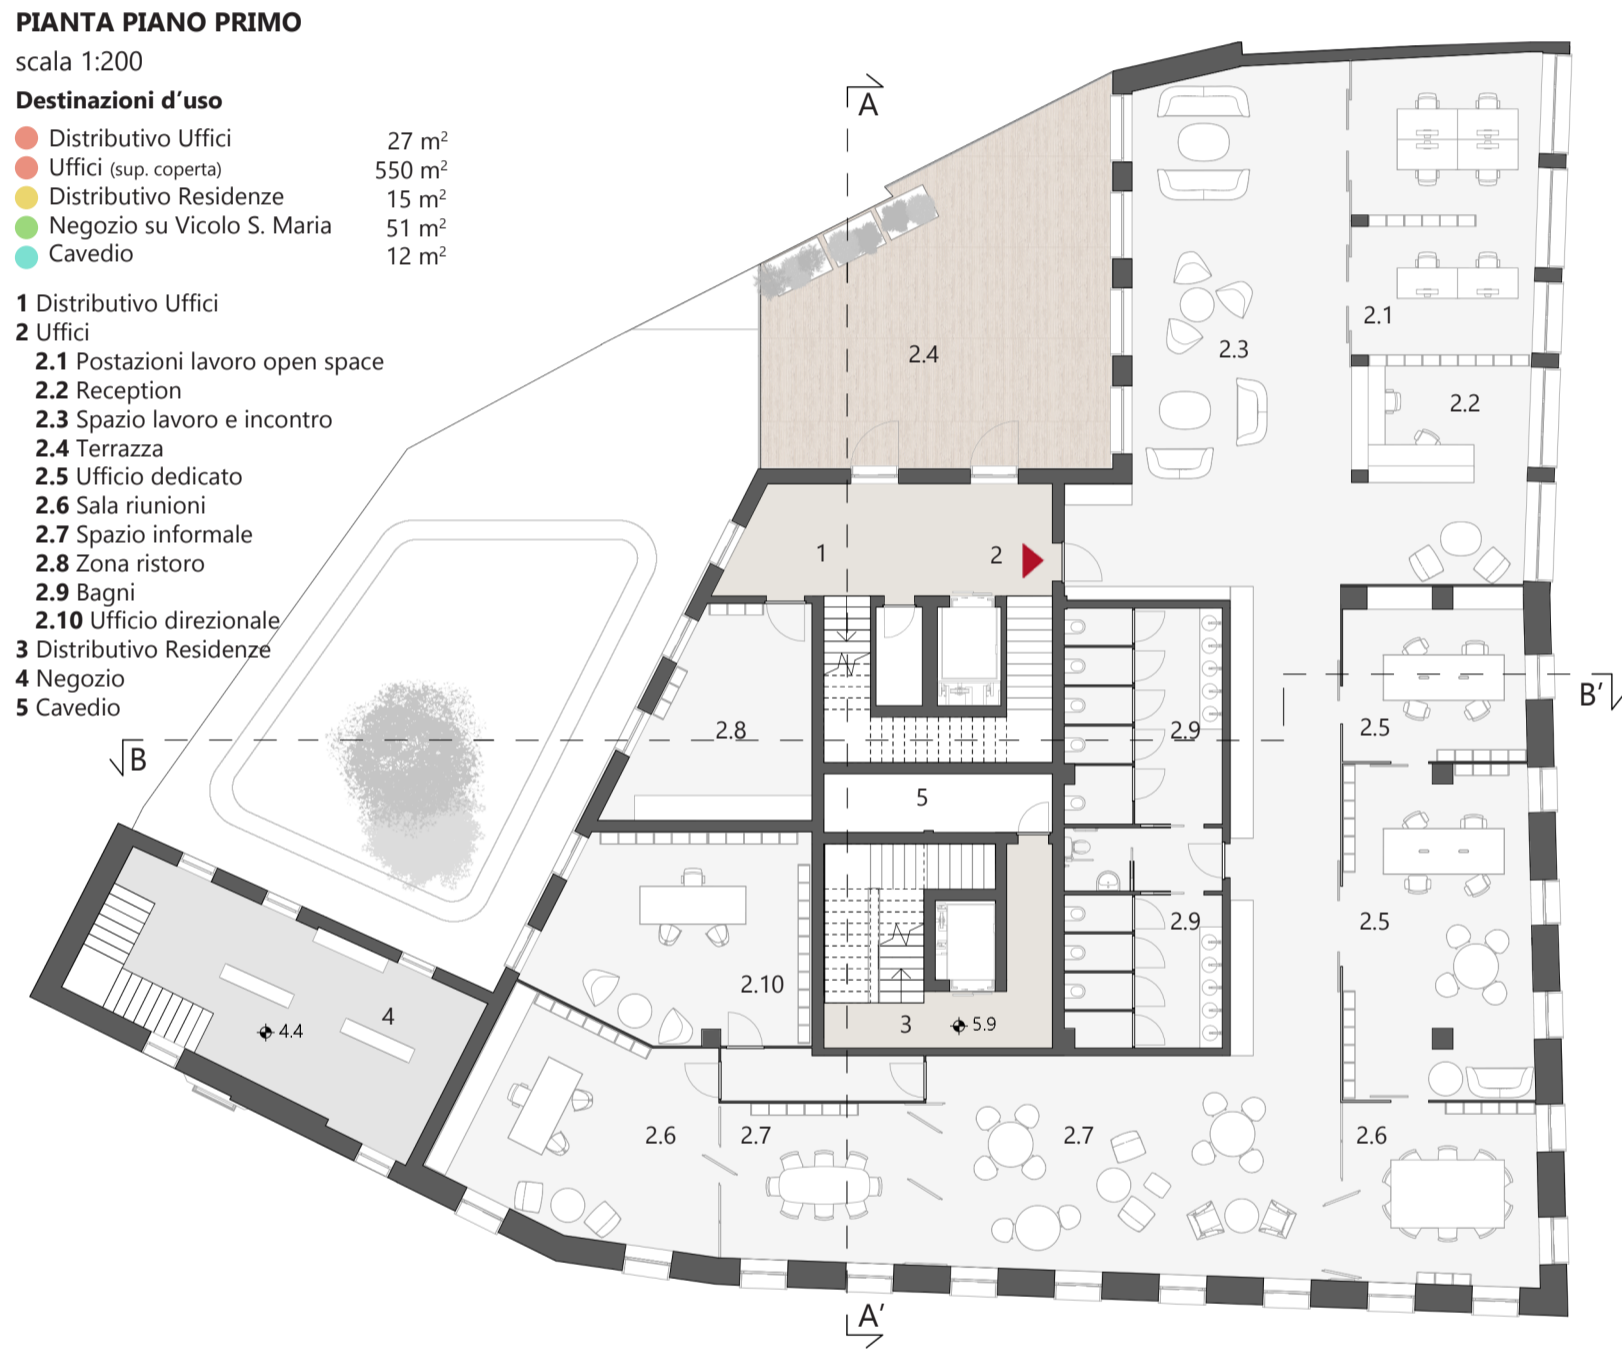 PIANTA PIANO PRIMO
scala 1:200
Destinazioni d’uso
Distributivo Uffici 27 m²
Uffici (sup. coperta) 550 m²
Distributivo Residenze 15 m²
Negozio su Vicolo S. Maria 51 m²
Cavedio 12 m²
1 Distributivo Uffici
2 Uffici
2.1 Postazioni lavoro open space
2.2 Reception
2.3 Spazio lavoro e incontro
2.4 Terrazza
2.5 Ufficio dedicato
2.6 Sala riunioni
2.7 Spazio informale
2.8 Zona ristoro
2.9 Bagni
2.10 Ufficio direzionale
3 Distributivo Residenze
4 Negozio
5 Cavedio
A
2.1
2.3
2.4
2.2
1
2
B'
2.8
2.9
2.5
B
5
2.9
2.5
2.10
4
4.4
3
5.9
2.6
2.7
2.7
2.6
A'